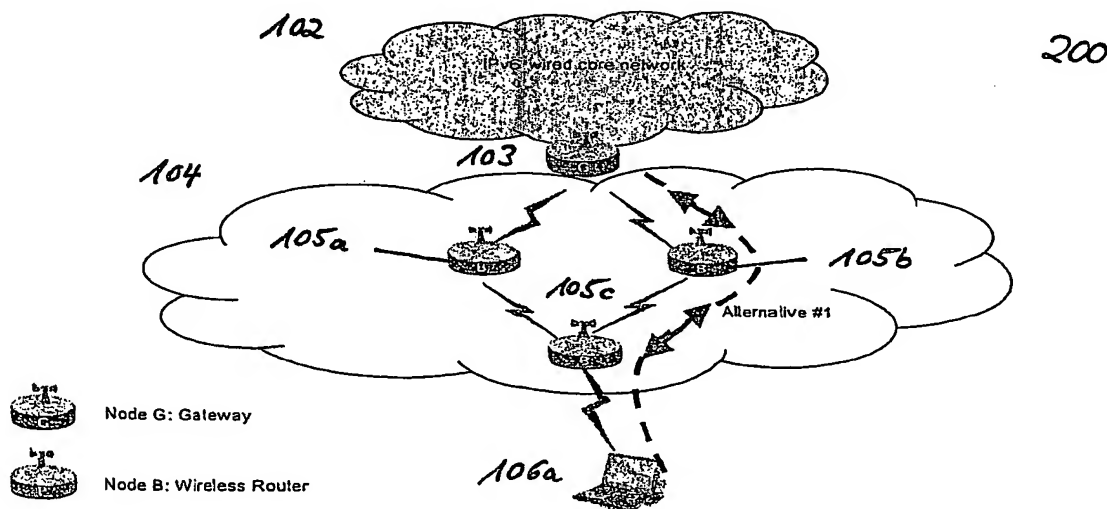 102
200
IPv6 wired core network
103
104
105a
105b
105c
Alternative #1
Node G: Gateway
106a
Node B: Wireless Router